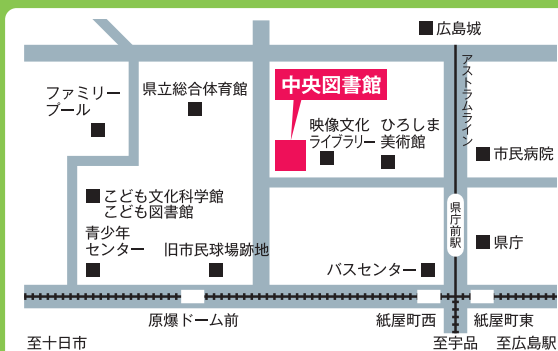 広島城
アストラムライン
中央図書館
ファミリー
プール
県立総合体育館
映像文化
ライブラリー
ひろしま
美術館
市民病院
こども文化科学館
こども図書館
県庁前駅
青少年
センター
旧市民球場跡地
県庁
バスセンター
原爆ドーム前
紙屋町西
紙屋町東
至十日市
至宇品
至広島駅